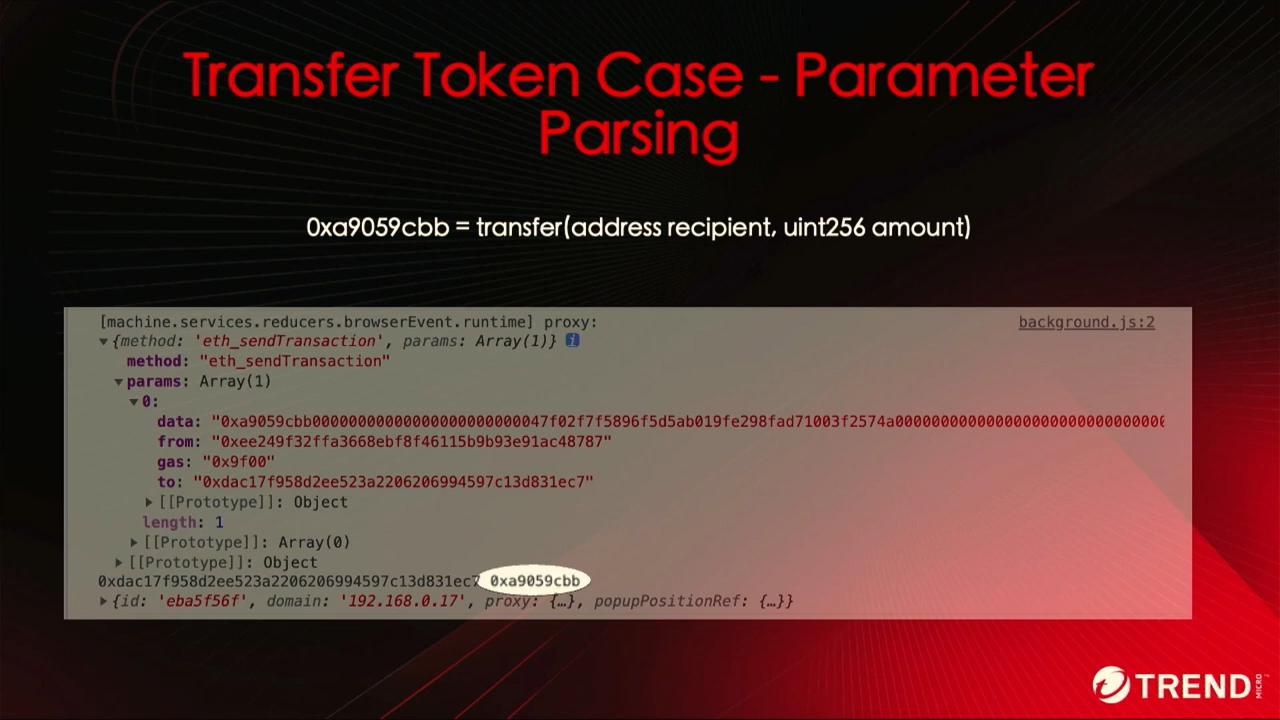 Transfer Token Case - Parameter
Parsing
0xa9059cbb = transfer(address recipient, uint256 amount)
[machine.services.reducers.browserEvent.runtime] proxy: background.js:2
{method: 'eth_sendTransaction', params: Array(1)}
method: "eth_sendTransaction"
params: Array(1)
0:
data: "0xa9059cbb00000000000000000000000047f02f7f5896f5d5ab019fe298fad71003f2574a000000000000000000000000000000
from: "0xee249f32ffa3668ebf8f46115b9b93e91ac48787"
gas: "0x9f00"
to: "0xdac17f958d2ee523a2206206994597c13d831ec7"
[[Prototype]]: Object
length: 1
[[Prototype]]: Array(0)
[[Prototype]]: Object
0xdac17f958d2ee523a2206206994597c13d831ec7 0xa9059cbb
{id: 'eba5f56f', domain: '192.168.0.17', proxy: {…}, popupPositionRef: {…}}
TREND MICRO